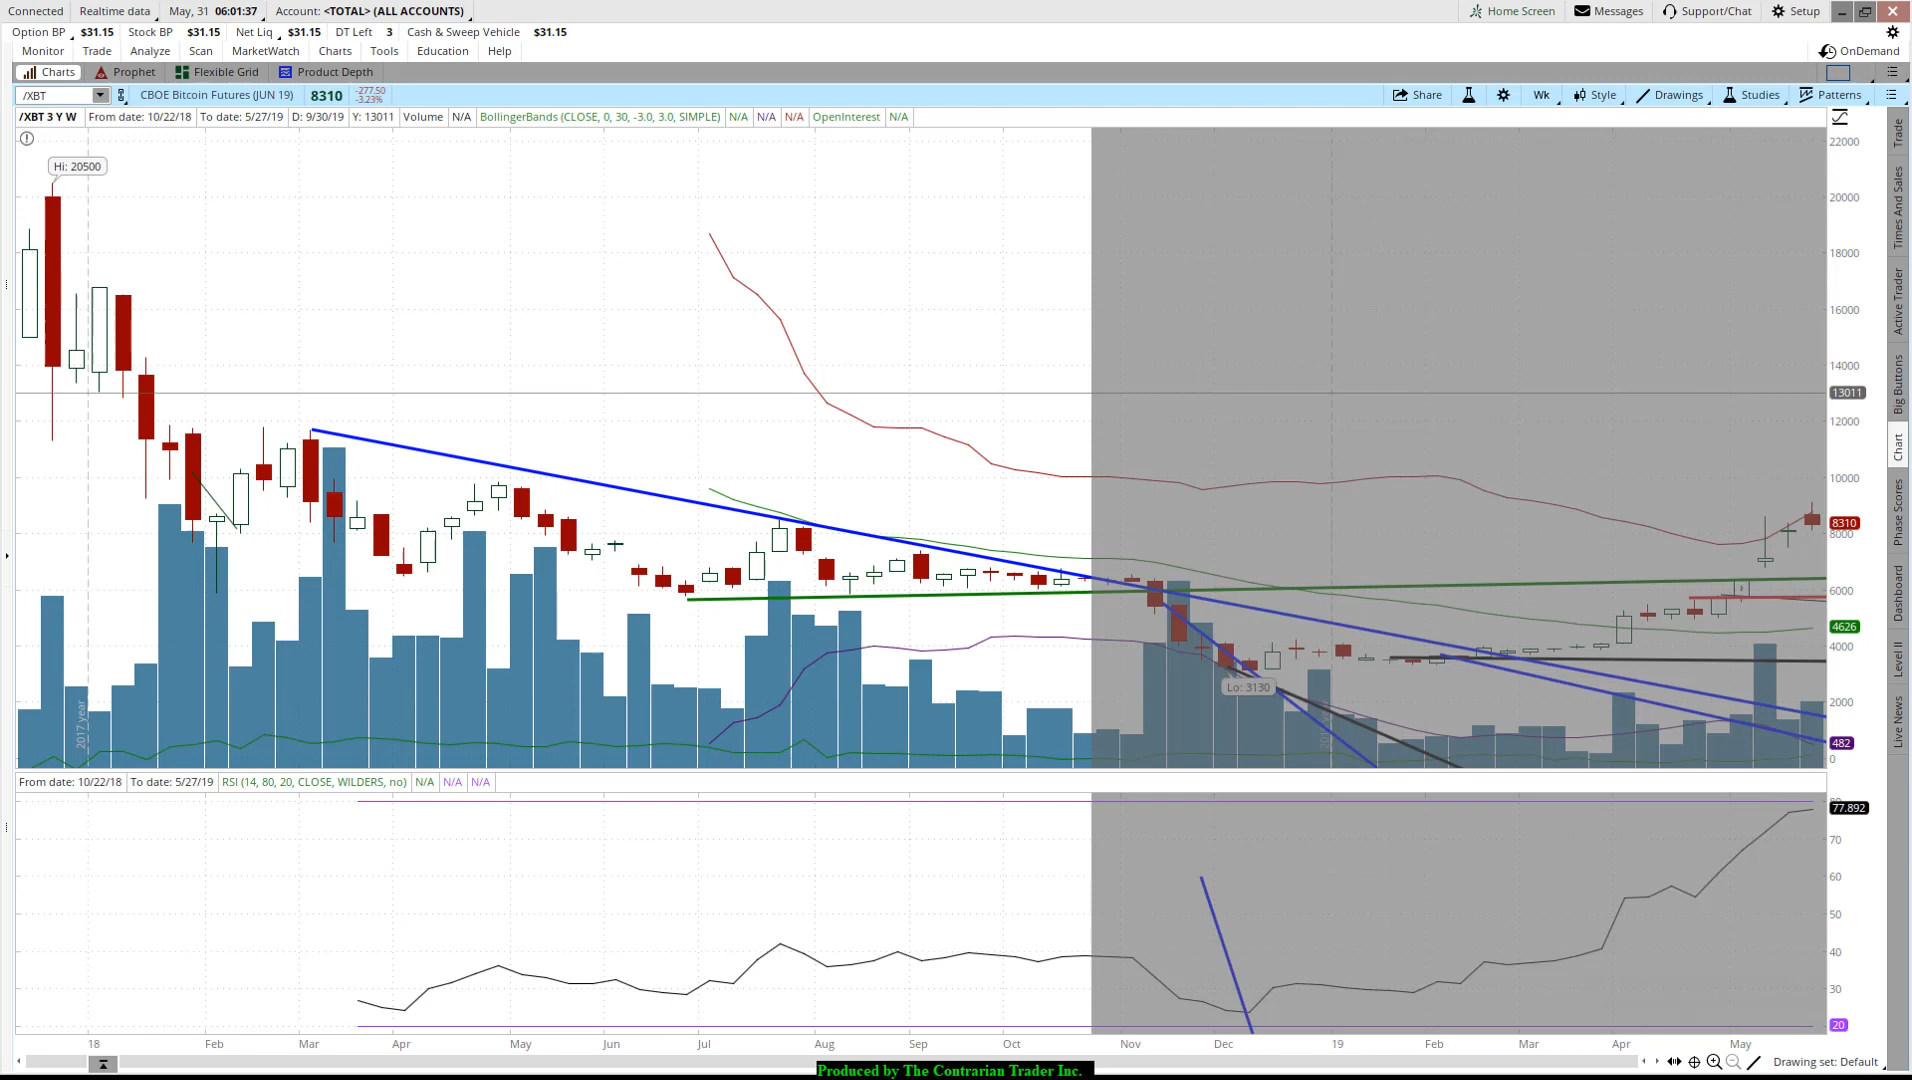 Connected Realtime data May, 31 06:01:37 Account: <TOTAL> (ALL ACCOUNTS) Home Screen Messages Support/Chat Setup
Option BP $31.15 Stock BP $31.15 Net Liq $31.15 DT Left 3 Cash & Sweep Vehicle $31.15
Monitor Trade Analyze Scan MarketWatch Charts Tools Education Help OnDemand
Charts Prophet Flexible Grid Product Depth
/XBT CBOE Bitcoin Futures (JUN 19) 8310 -277.50 -3.23% Share Wk Style Drawings Studies Patterns
/XBT 3 Y W From date: 10/22/18 To date: 5/27/19 D: 9/30/19 Y: 13011 Volume N/A BollingerBands (CLOSE, 0, 30, -3.0, 3.0, SIMPLE) N/A N/A N/A OpenInterest N/A
Hi: 20500
Lo: 3130
2017 year
22000
20000
18000
16000
14000
13011
12000
10000
8310
8000
6000
4626
4000
2000
482
0
From date: 10/22/18 To date: 5/27/19 RSI (14, 80, 20, CLOSE, WILDERS, no) N/A N/A N/A
77.892
70
60
50
40
30
20
18 Feb Mar Apr May Jun Jul Aug Sep Oct Nov Dec 19 Feb Mar Apr May
Drawing set: Default
Produced by The Contrarian Trader Inc.
Trade
Times And Sales
Active Trader
Big Buttons
Chart
Phase Scores
Dashboard
Level II
Live News